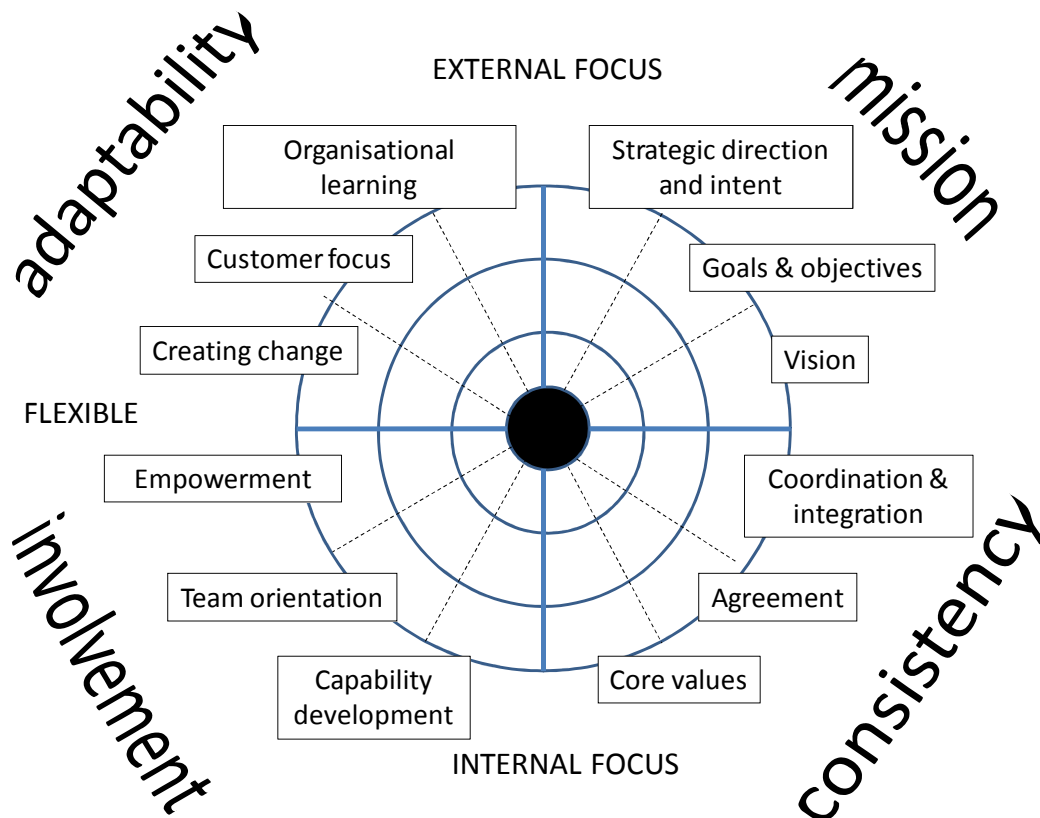 adaptability
EXTERNAL FOCUS
mission
Organisational
learning
Strategic direction
and intent
Customer focus
Goals & objectives
Creating change
Vision
FLEXIBLE
Empowerment
Coordination &
integration
involvement
Team orientation
Agreement
consistency
Capability
development
Core values
INTERNAL FOCUS